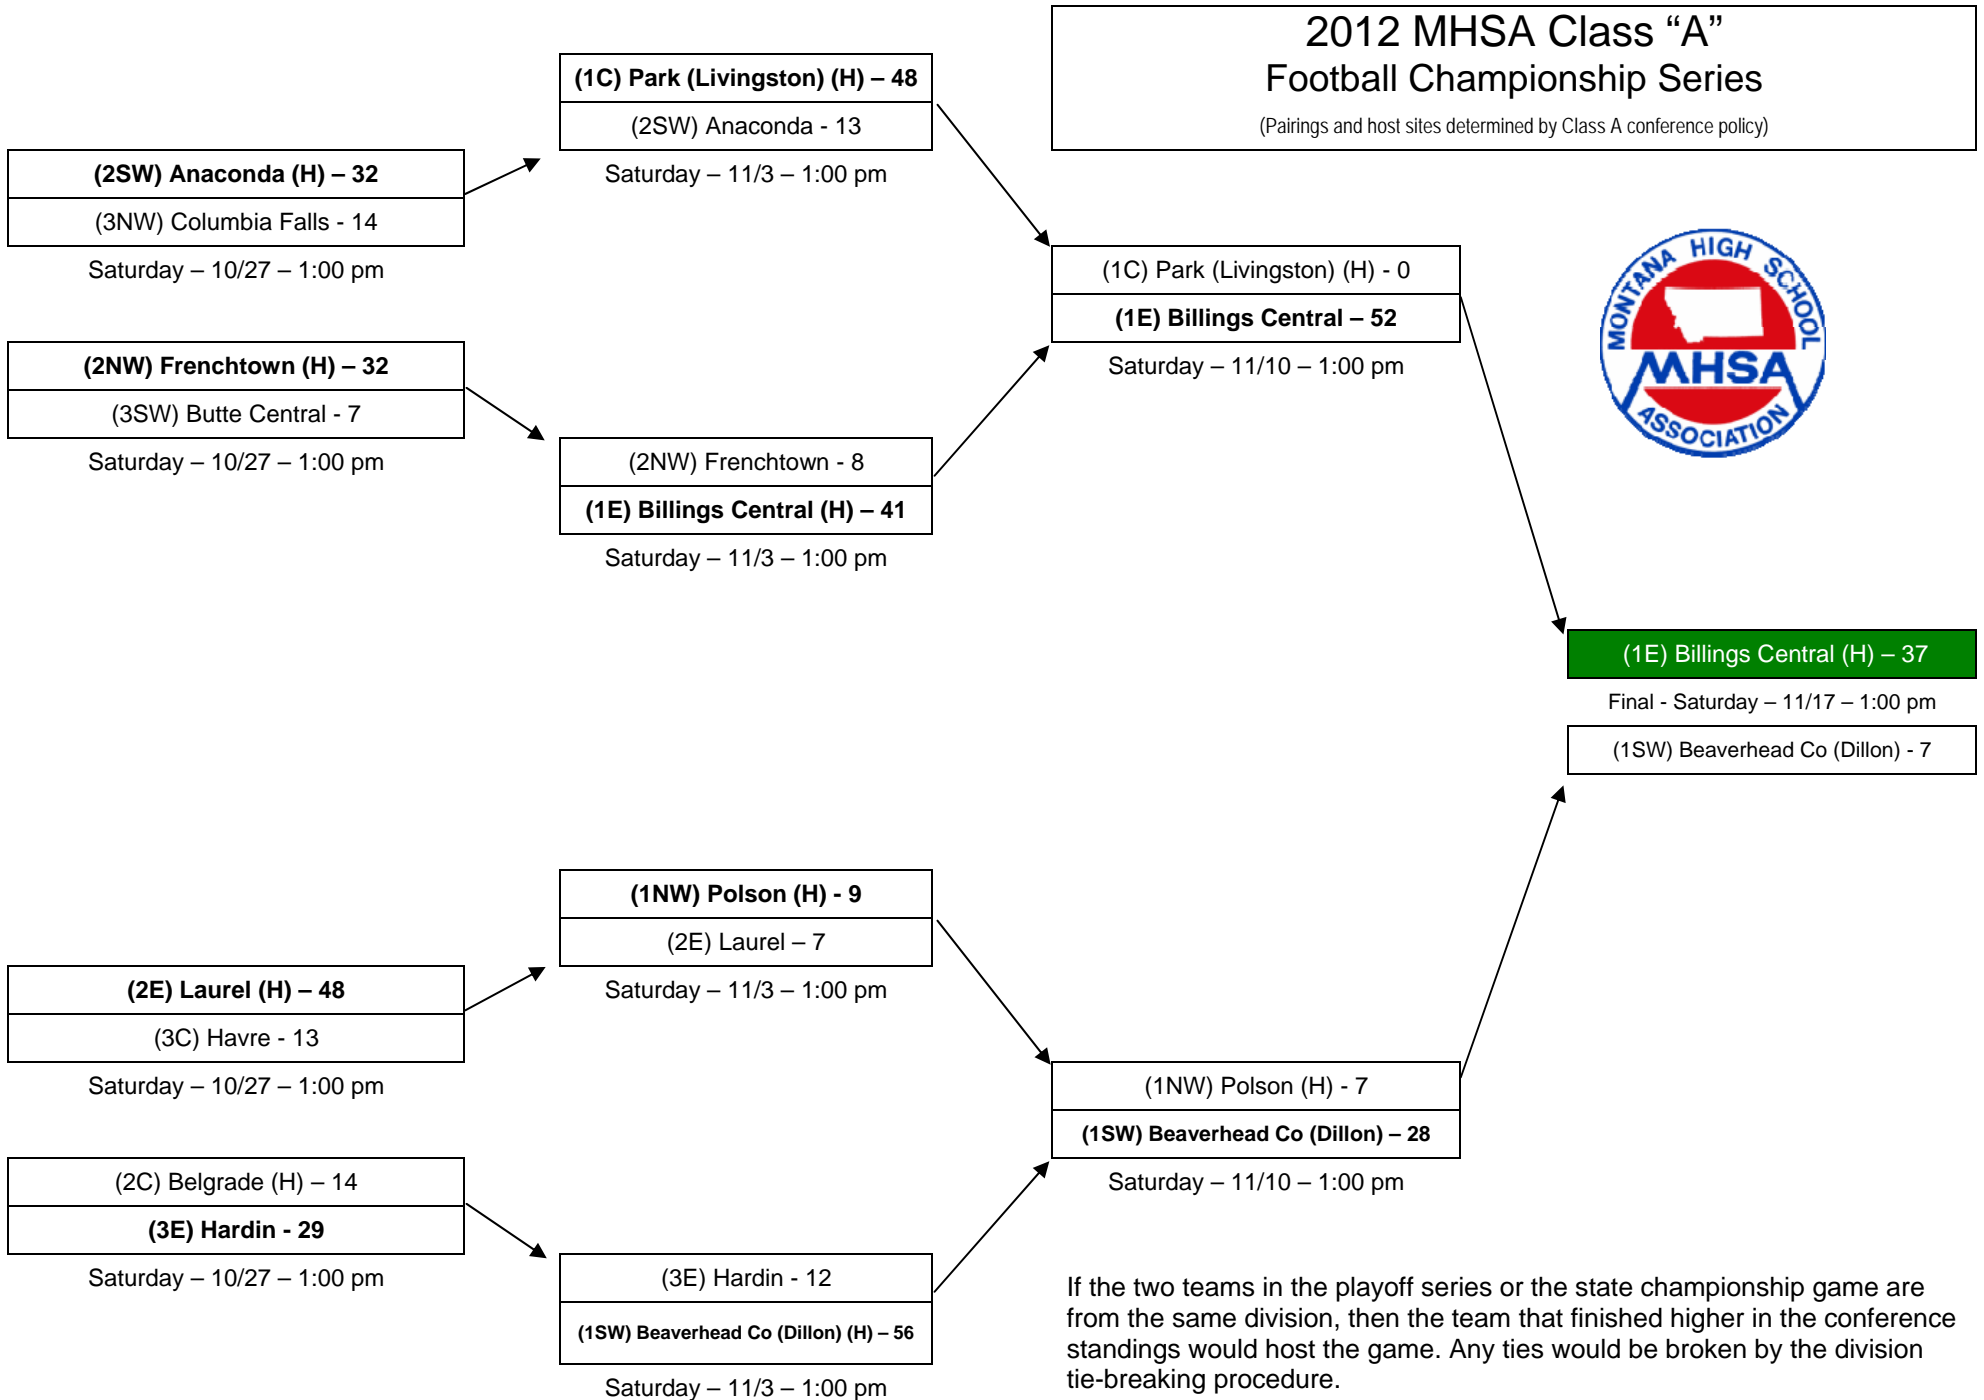 2012 MHSA Class “A”
Football Championship Series
(Pairings and host sites determined by Class A conference policy)
(2SW) Anaconda (H) – 32
(3NW) Columbia Falls - 14
Saturday – 10/27 – 1:00 pm
(2NW) Frenchtown (H) – 32
(3SW) Butte Central - 7
Saturday – 10/27 – 1:00 pm
(2E) Laurel (H) – 48
(3C) Havre - 13
Saturday – 10/27 – 1:00 pm
(2C) Belgrade (H) – 14
(3E) Hardin - 29
Saturday – 10/27 – 1:00 pm
(1C) Park (Livingston) (H) – 48
(2SW) Anaconda - 13
Saturday – 11/3 – 1:00 pm
(2NW) Frenchtown - 8
(1E) Billings Central (H) – 41
Saturday – 11/3 – 1:00 pm
(1NW) Polson (H) - 9
(2E) Laurel – 7
Saturday – 11/3 – 1:00 pm
(3E) Hardin - 12
(1SW) Beaverhead Co (Dillon) (H) – 56
Saturday – 11/3 – 1:00 pm
(1C) Park (Livingston) (H) - 0
(1E) Billings Central – 52
Saturday – 11/10 – 1:00 pm
(1NW) Polson (H) - 7
(1SW) Beaverhead Co (Dillon) – 28
Saturday – 11/10 – 1:00 pm
MONTANA HIGH SCHOOL
MHSA
ASSOCIATION
(1E) Billings Central (H) – 37
Final - Saturday – 11/17 – 1:00 pm
(1SW) Beaverhead Co (Dillon) - 7
If the two teams in the playoff series or the state championship game are
from the same division, then the team that finished higher in the conference
standings would host the game. Any ties would be broken by the division
tie-breaking procedure.